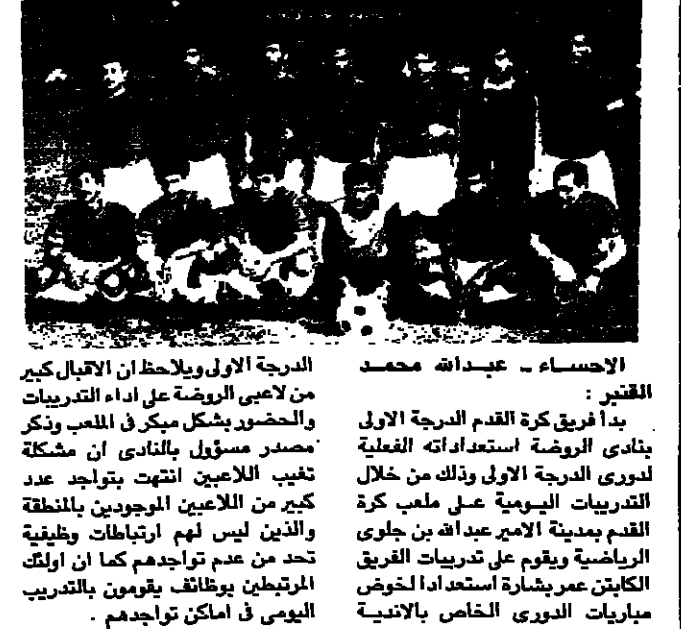 الاحساء - عبدالله محمد
القنبر :
بدأ فريق كرة القدم الدرجة الاولى
بنادى الروضة استعداداته الفعلية
لدورى الدرجة الاولى وذلك من خلال
التدريبات اليومية على ملعب كرة
القدم بمدينة الامير عبدالله بن جلوى
الرياضية ويقوم على تدريبات الفريق
الكابتن عمر بشارة استعدادا لخوض
مباريات الدورى الخاص بالاندية
الدرجة الاولى ويلاحظ ان الاقبال كبير
من لاعبى الروضة على اداء التدريبات
والحضور بشكل مبكر فى الملعب وذكر
مصدر مسؤول بالنادى ان مشكلة
تغيب اللاعبين انتهت بتواجد عدد
كبير من اللاعبين الموجودين بالمنطقة
والذين ليس لهم ارتباطات وظيفية
تحد من عدم تواجدهم كما ان اولئك
المرتبطين بوظائف يقومون بالتدريب
اليومى فى اماكن تواجدهم .